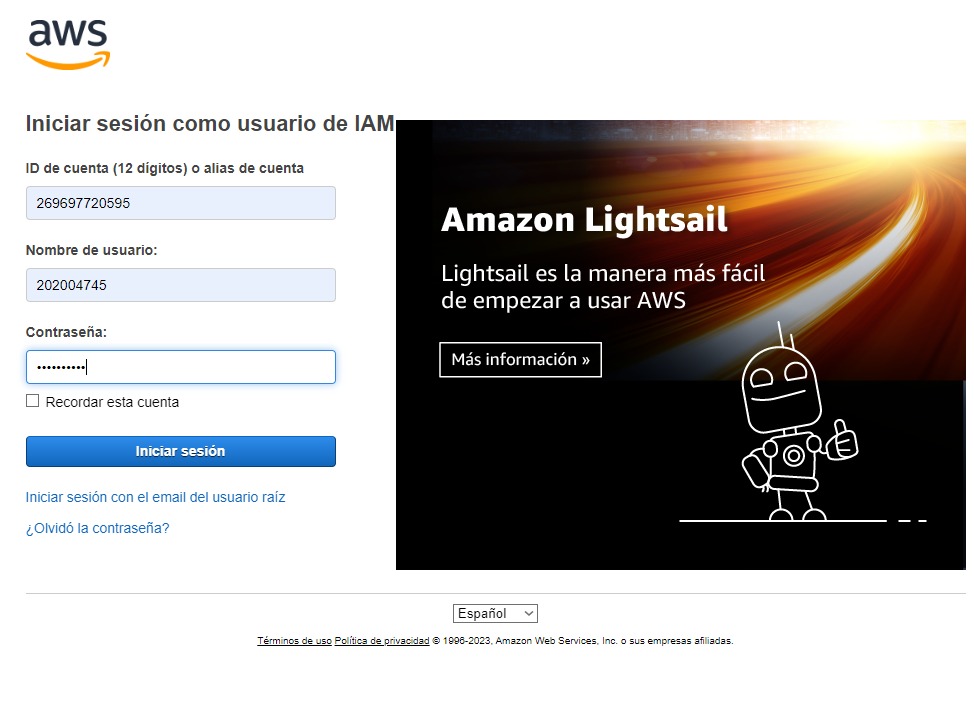 aws
Iniciar sesión como usuario de IAM
ID de cuenta (12 dígitos) o alias de cuenta
269697720595
Nombre de usuario:
202004745
Contraseña:
••••••••••
Recordar esta cuenta
Iniciar sesión
Iniciar sesión con el email del usuario raíz
¿Olvidó la contraseña?
Amazon Lightsail
Lightsail es la manera más fácil
de empezar a usar AWS
Más información »
Español
Términos de uso Política de privacidad © 1996-2023, Amazon Web Services, Inc. o sus empresas afiliadas.